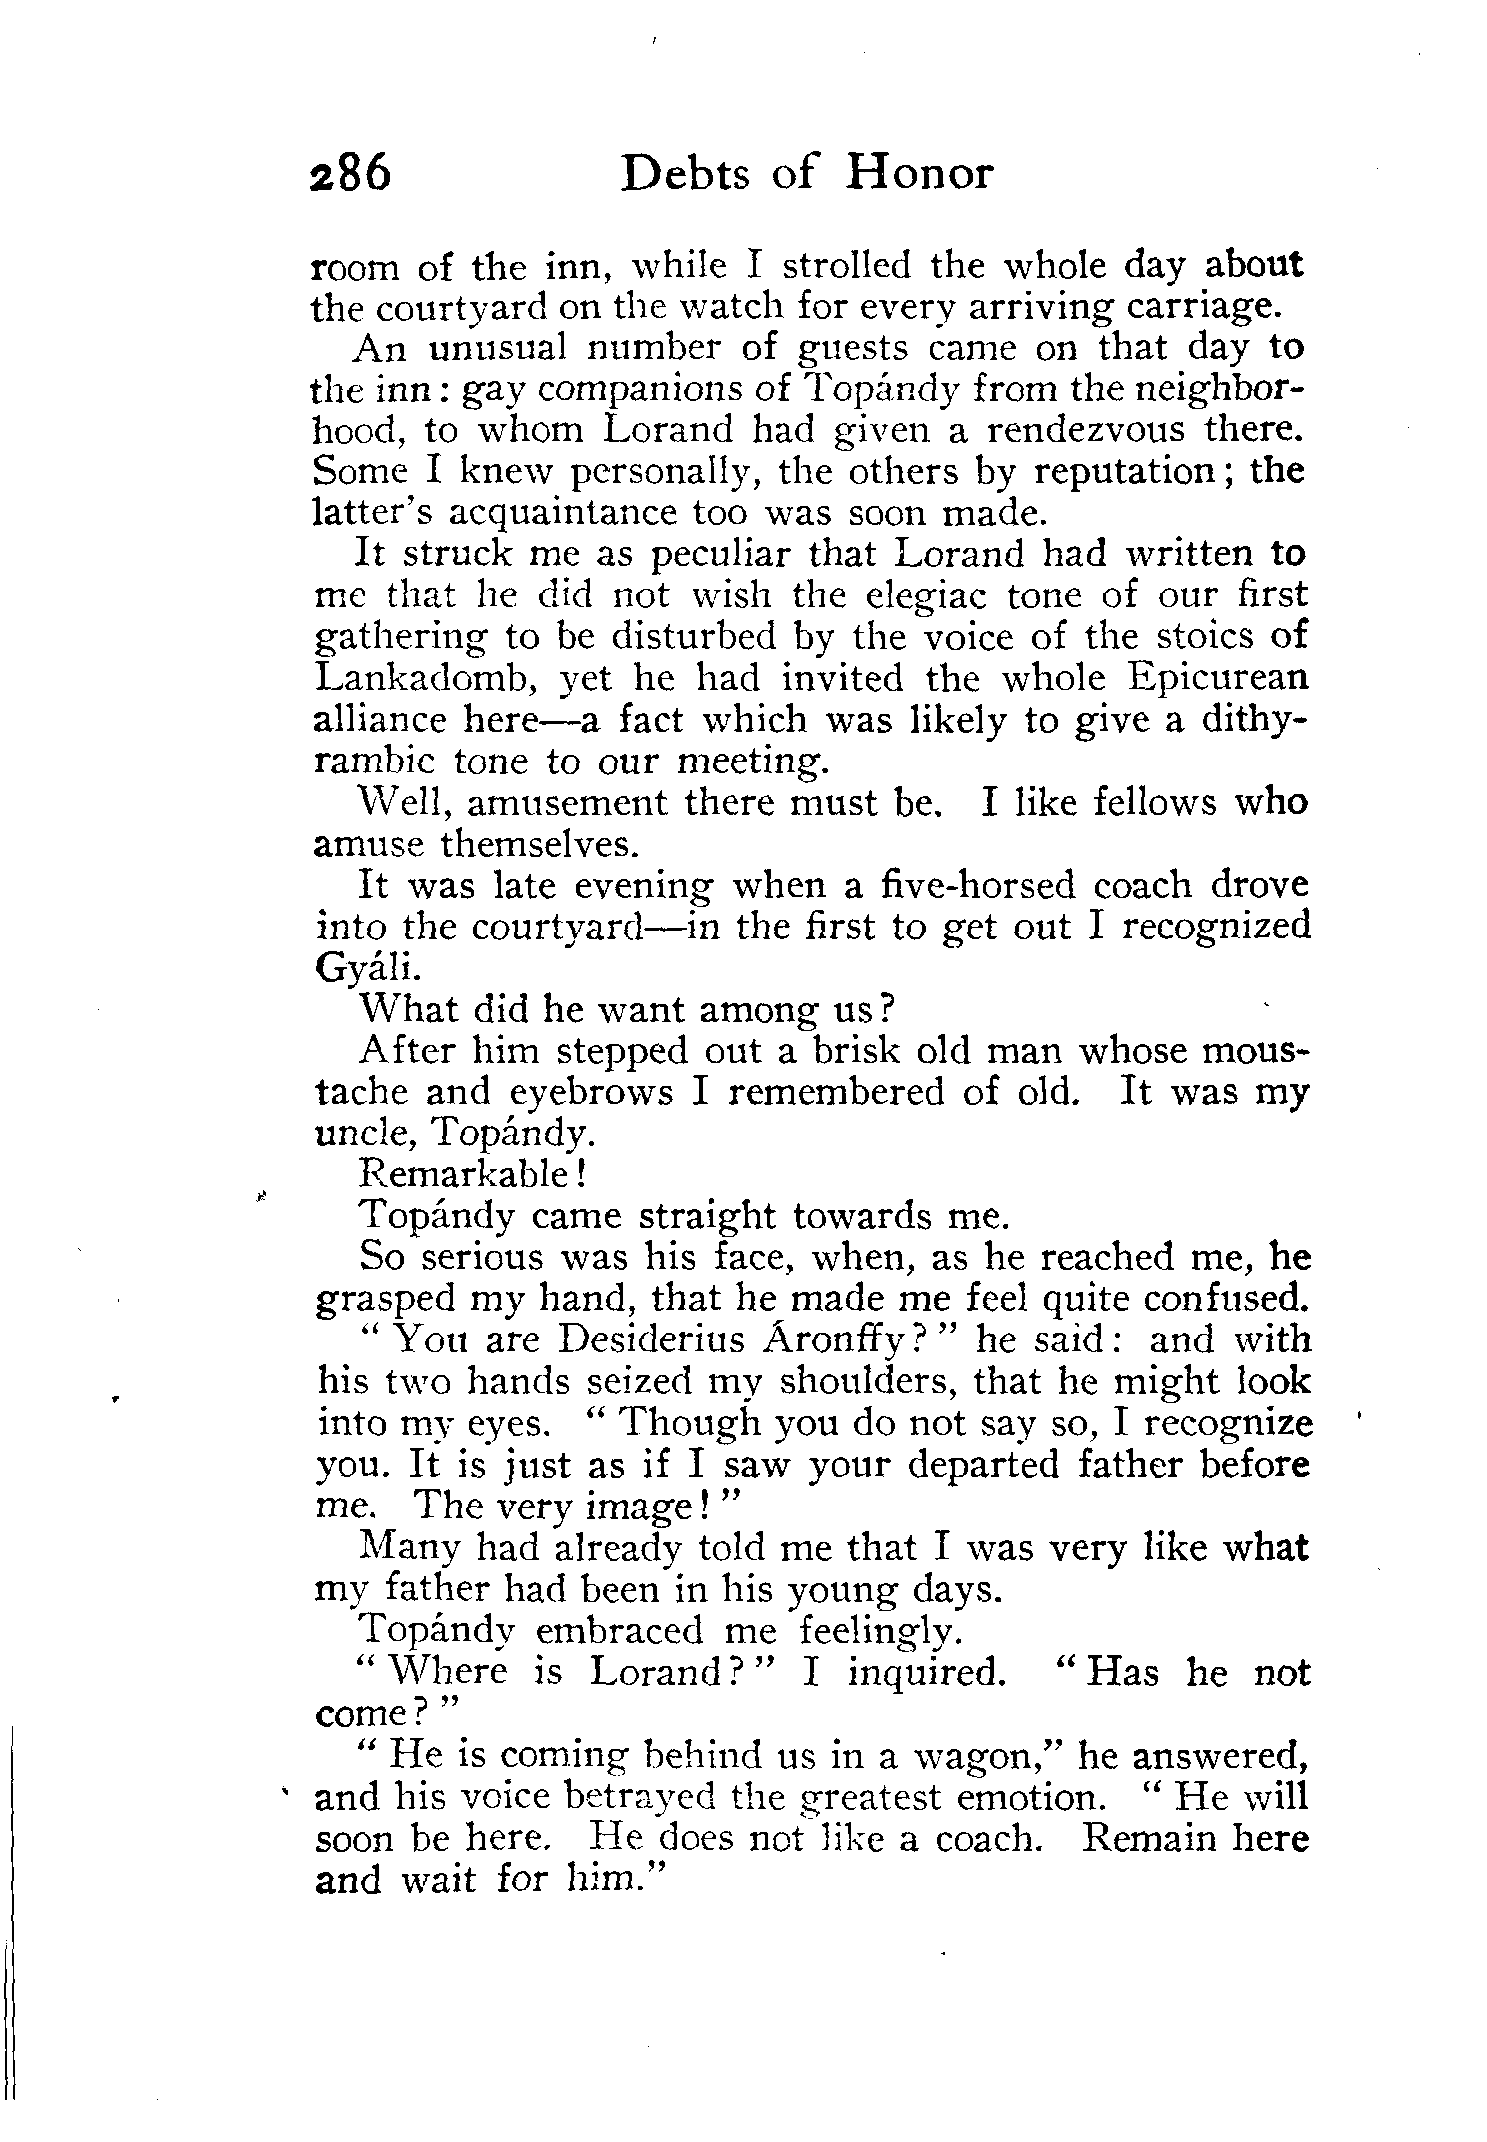 286 Debts of Honor
room of the inn, while I strolled the whole day about
the courtyard on the watch for every arriving carriage.
An unusual number of guests came on that day to
the inn: gay companions of Topándy from the neighbor-
hood, to whom Lorand had given a rendezvous there.
Some I knew personally, the others by reputation; the
latter's acquaintance too was soon made.
It struck me as peculiar that Lorand had written to
me that he did not wish the elegiac tone of our first
gathering to be disturbed by the voice of the stoics of
Lankadomb, yet he had invited the whole Epicurean
alliance here—a fact which was likely to give a dithy-
rambic tone to our meeting.
Well, amusement there must be. I like fellows who
amuse themselves.
It was late evening when a five-horsed coach drove
into the courtyard—in the first to get out I recognized
Gyáli.
What did he want among us?
After him stepped out a brisk old man whose mous-
tache and eyebrows I remembered of old. It was my
uncle, Topándy.
Remarkable!
Topándy came straight towards me.
So serious was his face, when, as he reached me, he
grasped my hand, that he made me feel quite confused.
"You are Desiderius Áronffy?" he said: and with
his two hands seized my shoulders, that he might look
into my eyes. "Though you do not say so, I recognize
you. It is just as if I saw your departed father before
me. The very image!"
Many had already told me that I was very like what
my father had been in his young days.
Topándy embraced me feelingly.
"Where is Lorand?" I inquired. "Has he not
come?"
"He is coming behind us in a wagon," he answered,
and his voice betrayed the greatest emotion. "He will
soon be here. He does not like a coach. Remain here
and wait for him."